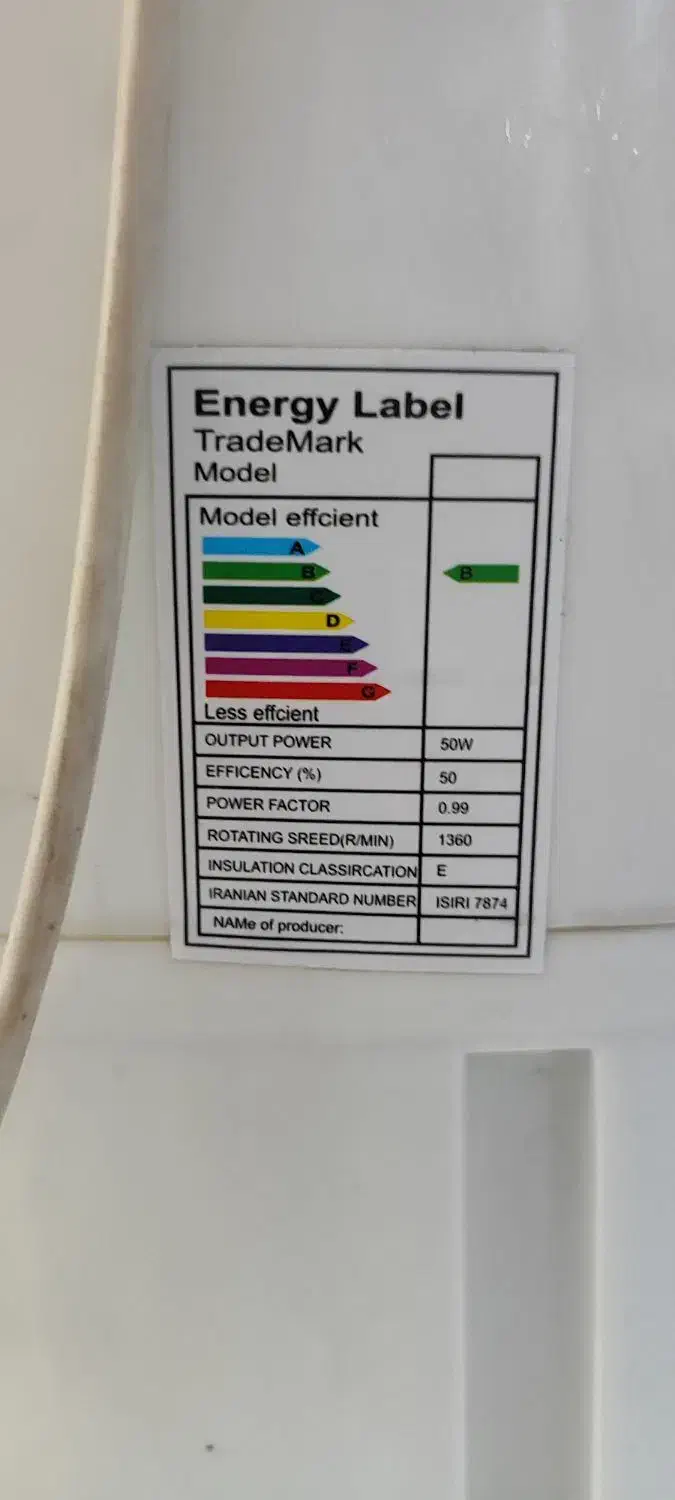 Energy Label
TradeMark
Model
Model effcient
A
B
B
C
D
E
F
G
Less effcient
OUTPUT POWER 50W
EFFICENCY (%) 50
POWER FACTOR 0.99
ROTATING SREED(R/MIN) 1360
INSULATION CLASSIRCATION E
IRANIAN STANDARD NUMBER ISIRI 7874
NAMe of producer: